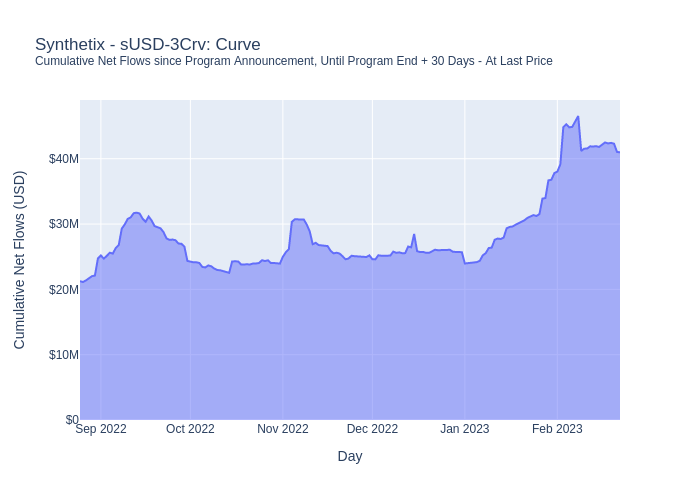 Synthetix - sUSD-3Crv: Curve
Cumulative Net Flows since Program Announcement, Until Program End + 30 Days - At Last Price
Cumulative Net Flows (USD)
$40M
$30M
$20M
$10M
$0
Sep 2022 Oct 2022 Nov 2022 Dec 2022 Jan 2023 Feb 2023
Day